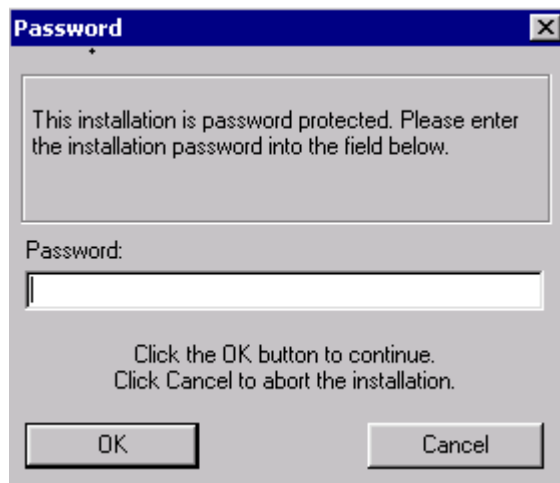 Password
This installation is password protected. Please enter
the installation password into the field below.
Password:
Click the OK button to continue.
Click Cancel to abort the installation.
OK
Cancel